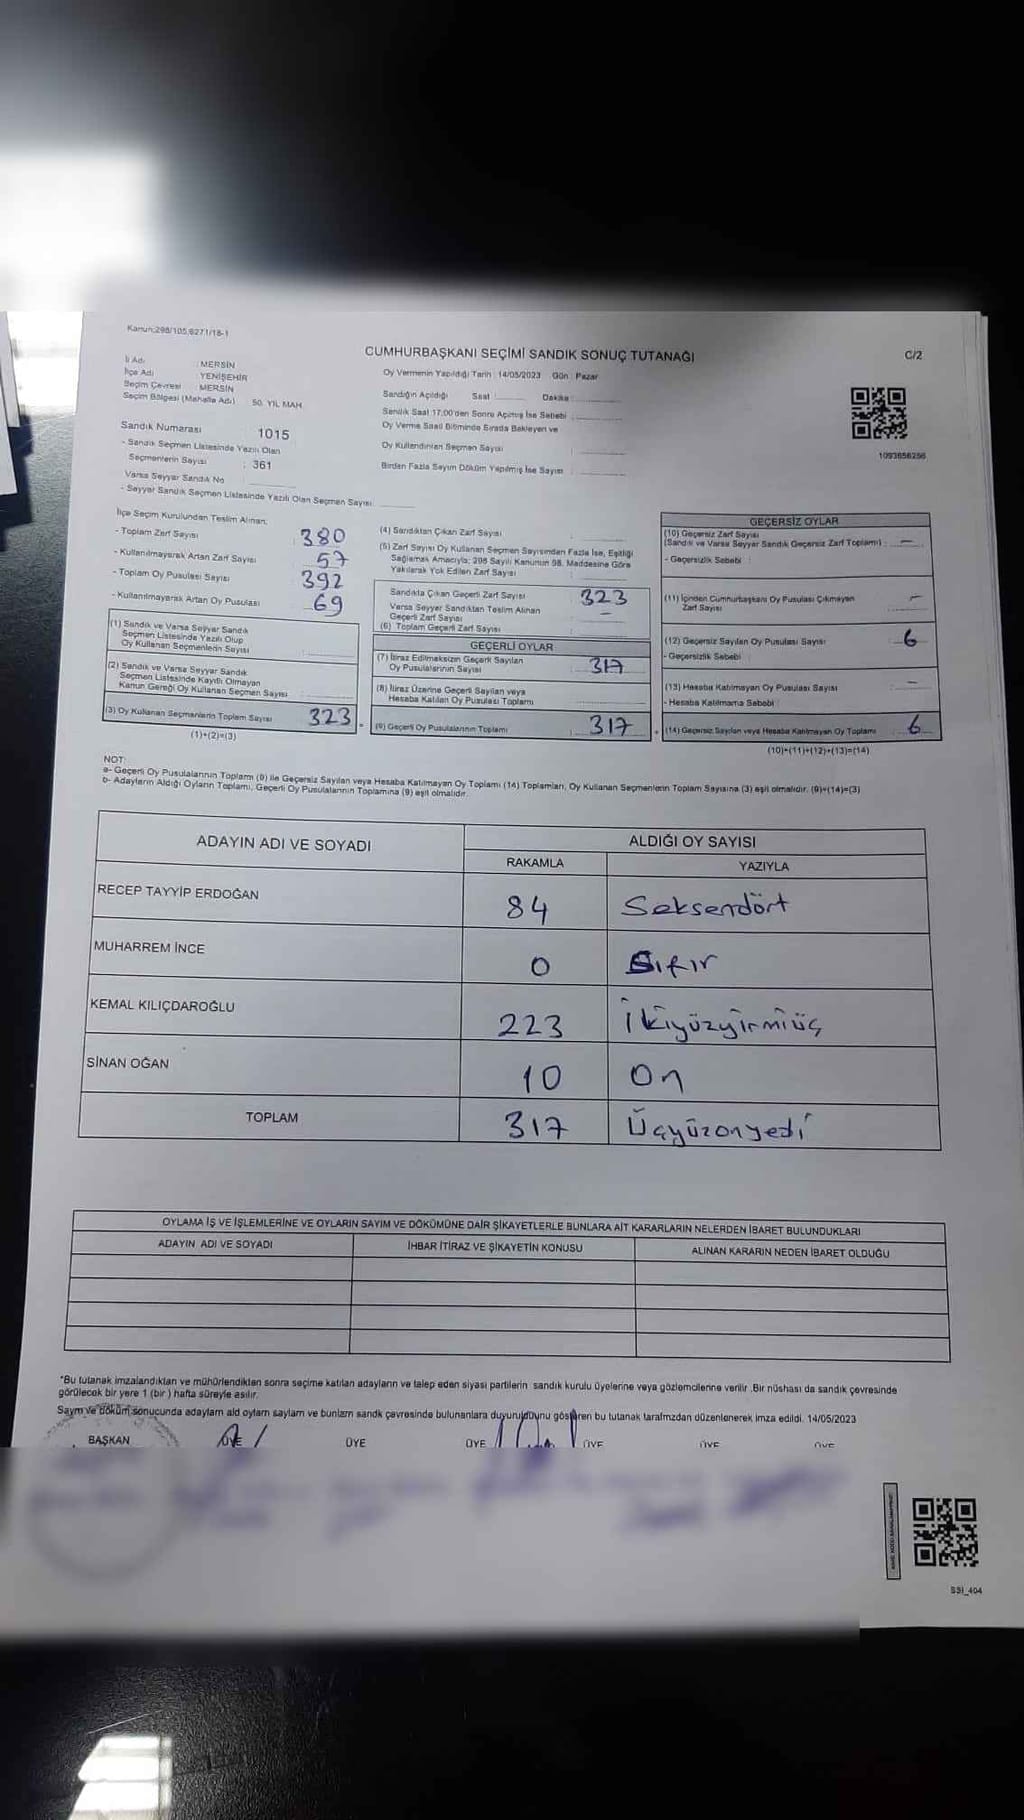 Kanun:298/105,6271/18-1
CUMHURBAŞKANI SEÇİMİ SANDIK SONUÇ TUTANAĞI
C/2
İl Adı : MERSİN
İlçe Adı : YENİŞEHİR
Seçim Çevresi : MERSİN
Seçim Bölgesi (Mahalle Adı) 50. YIL MAH.
Oy Vermenin Yapıldığı Tarih : 14/05/2023 Gün : Pazar
Sandığın Açıldığı Saat Dakika
Sandık Saat 17:00'den Sonra Açılmış İse Sebebi
Oy Verme Saati Bitiminde Sırada Bekleyen ve
Oy Kullandırılan Seçmen Sayısı
Birden Fazla Sayım Döküm Yapılmış İse Sayısı
1093656256
Sandık Numarası 1015
- Sandık Seçmen Listesinde Yazılı Olan
Seçmenlerin Sayısı : 361
Varsa Seyyar Sandık No
- Seyyar Sandık Seçmen Listesinde Yazılı Olan Seçmen Sayısı
İlçe Seçim Kurulundan Teslim Alınan;
- Toplam Zarf Sayısı 380
- Kullanılmayarak Artan Zarf Sayısı 57
- Toplam Oy Pusulası Sayısı 392
- Kullanılmayarak Artan Oy Pusulası 69
(1) Sandık ve Varsa Seyyar Sandık
Seçmen Listesinde Yazılı Olup
Oy Kullanan Seçmenlerin Sayısı
(2) Sandık ve Varsa Seyyar Sandık
Seçmen Listesinde Kayıtlı Olmayan
Kanun Gereği Oy Kullanan Seçmen Sayısı
(3) Oy Kullanan Seçmenlerin Toplam Sayısı 323
(1)+(2)=(3)
(4) Sandıktan Çıkan Zarf Sayısı
(5) Zarf Sayısı Oy Kullanan Seçmen Sayısından Fazla İse, Eşitliği
Sağlamak Amacıyla; 298 Sayılı Kanunun 98. Maddesine Göre
Yakılarak Yok Edilen Zarf Sayısı
Sandıkta Çıkan Geçerli Zarf Sayısı 323
Varsa Seyyar Sandıktan Teslim Alınan
Geçerli Zarf Sayısı –
(6) Toplam Geçerli Zarf Sayısı
GEÇERLİ OYLAR
(7) İtiraz Edilmeksizin Geçerli Sayılan
Oy Pusulalarının Sayısı 317
(8) İtiraz Üzerine Geçerli Sayılan veya
Hesaba Katılan Oy Pusulası Toplamı
(9) Geçerli Oy Pusulalarının Toplamı 317
GEÇERSİZ OYLAR
(10) Geçersiz Zarf Sayısı
(Sandık ve Varsa Seyyar Sandık Geçersiz Zarf Toplamı) : –
- Geçersizlik Sebebi :
(11) İçinden Cumhurbaşkanı Oy Pusulası Çıkmayan
Zarf Sayısı –
(12) Geçersiz Sayılan Oy Pusulası Sayısı 6
- Geçersizlik Sebebi :
(13) Hesaba Katılmayan Oy Pusulası Sayısı –
- Hesaba Katılmama Sebebi :
(14) Geçersiz Sayılan veya Hesaba Katılmayan Oy Toplamı 6
(10)+(11)+(12)+(13)=(14)
NOT:
a- Geçerli Oy Pusulalarının Toplamı (9) ile Geçersiz Sayılan veya Hesaba Katılmayan Oy Toplamı (14) Toplamları, Oy Kullanan Seçmenlerin Toplam Sayısına (3) eşit olmalıdır. (9)+(14)=(3)
b- Adayların Aldığı Oyların Toplamı, Geçerli Oy Pusulalarının Toplamına (9) eşit olmalıdır.
ADAYIN ADI VE SOYADI
ALDIĞI OY SAYISI
RAKAMLA YAZIYLA
RECEP TAYYİP ERDOĞAN 84 Seksendört
MUHARREM İNCE 0 Sıfır
KEMAL KILIÇDAROĞLU 223 İkiyüzyirmiüç
SİNAN OĞAN 10 On
TOPLAM 317 Üçyüzonyedi
OYLAMA İŞ VE İŞLEMLERİNE VE OYLARIN SAYIM VE DÖKÜMÜNE DAİR ŞİKAYETLERLE BUNLARA AİT KARARLARIN NELERDEN İBARET BULUNDUKLARI
ADAYIN ADI VE SOYADI İHBAR İTİRAZ VE ŞİKAYETİN KONUSU ALINAN KARARIN NEDEN İBARET OLDUĞU
*Bu tutanak imzalandıktan ve mühürlendikten sonra seçime katılan adayların ve talep eden siyasi partilerin sandık kurulu üyelerine veya gözlemcilerine verilir .Bir nüshası da sandık çevresinde
görülecek bir yere 1 (bir ) hafta süreyle asılır.
Sayım ve döküm sonucunda adayların aldı oyların sayıları ve bunların sandık çevresinde bulunanlara duyurulduğunu gösteren bu tutanak tarafımızdan düzenlenerek imza edildi. 14/05/2023
BAŞKAN ÜYE ÜYE ÜYE ÜYE ÜYE ÜYE
SSI_404